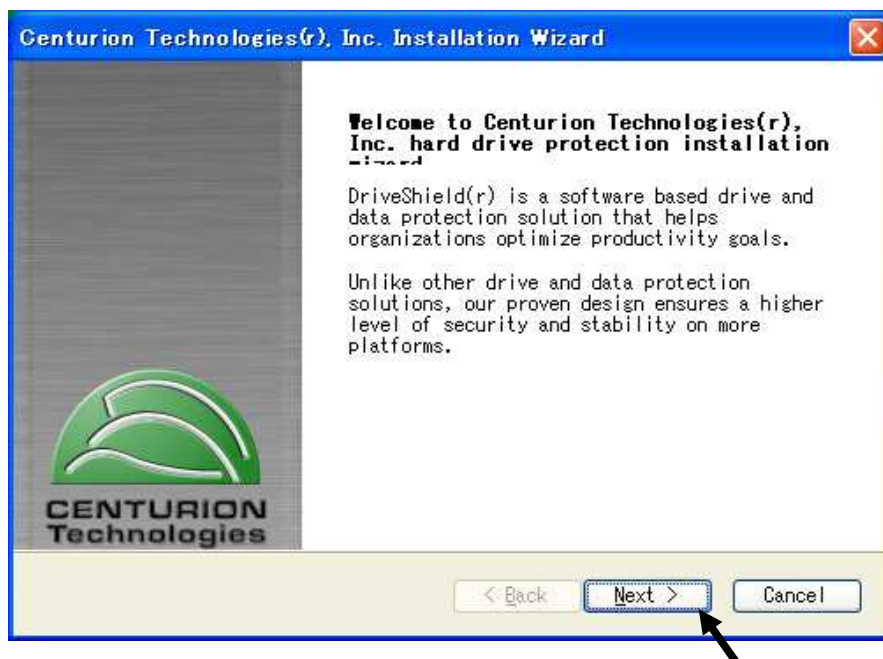 Centurion Technologies(r), Inc. Installation Wizard
Welcome to Centurion Technologies(r),
Inc. hard drive protection installation
wizard
DriveShield(r) is a software based drive and
data protection solution that helps
organizations optimize productivity goals.
Unlike other drive and data protection
solutions, our proven design ensures a higher
level of security and stability on more
platforms.
CENTURION
Technologies
< Back
Next >
Cancel